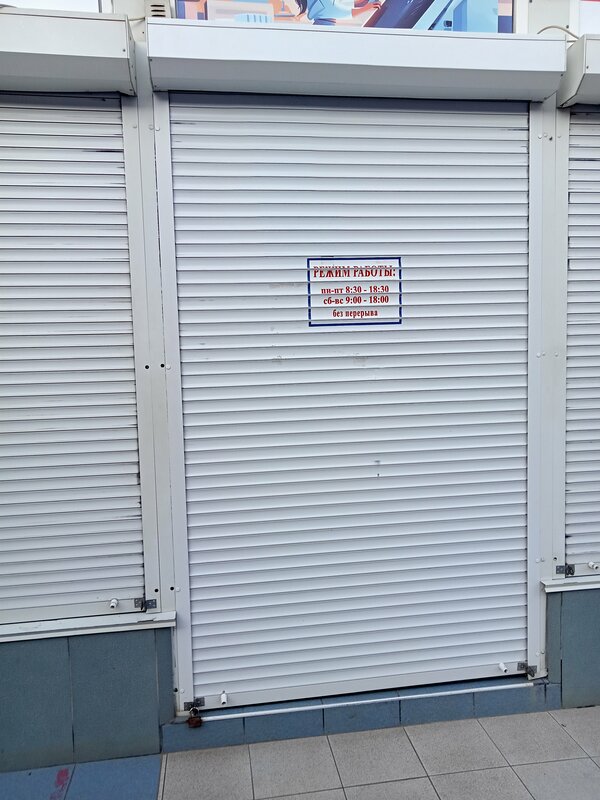 РЕЖИМ РАБОТЫ:
пн-пт 8:30 - 18:30
сб-вс 9:00 - 18:00
без перерыва